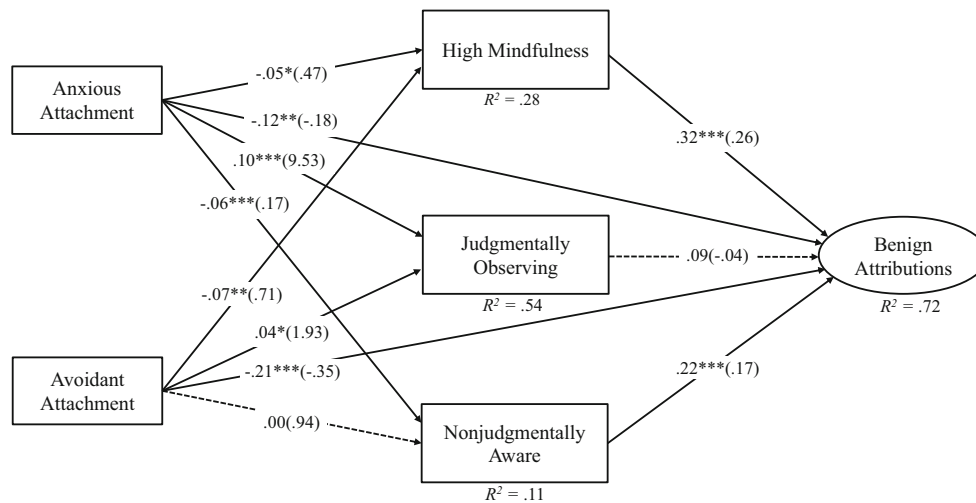 High Mindfulness
R² = .28
Anxious
Attachment
-.05*(.47)
-.12**(-.18)
.10***(9.53)
-.06***(.17)
.32***(.26)
Judgmentally
Observing
R² = .54
.09(-.04)
Benign
Attributions
R² = .72
-.07**(.71)
.04*(1.93)
-.21***(-.35)
.00(.94)
Avoidant
Attachment
.22***(.17)
Nonjudgmentally
Aware
R² = .11